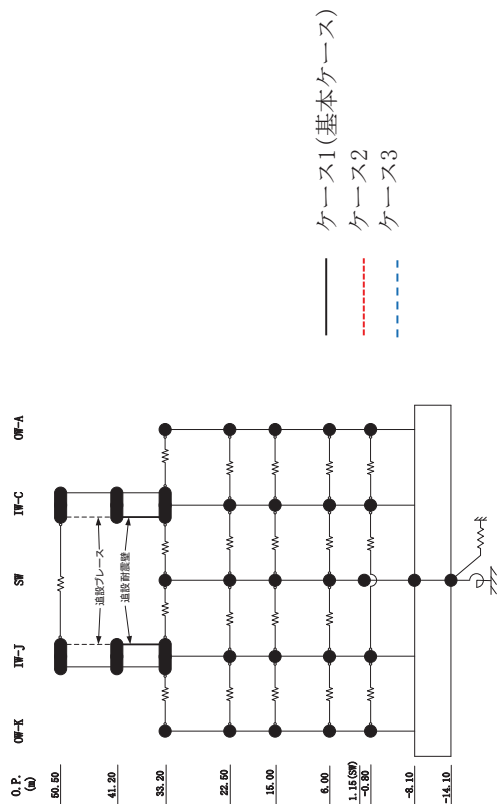 O.P.
(m)
OW-K
IW-J
SW
IW-C
OW-A
50.50
41.20
33.20
22.50
15.00
6.00
1.15(SW)
-0.80
-8.10
-14.10
追設ブレース
追設耐震壁
ケース1(基本ケース)
ケース2
ケース3